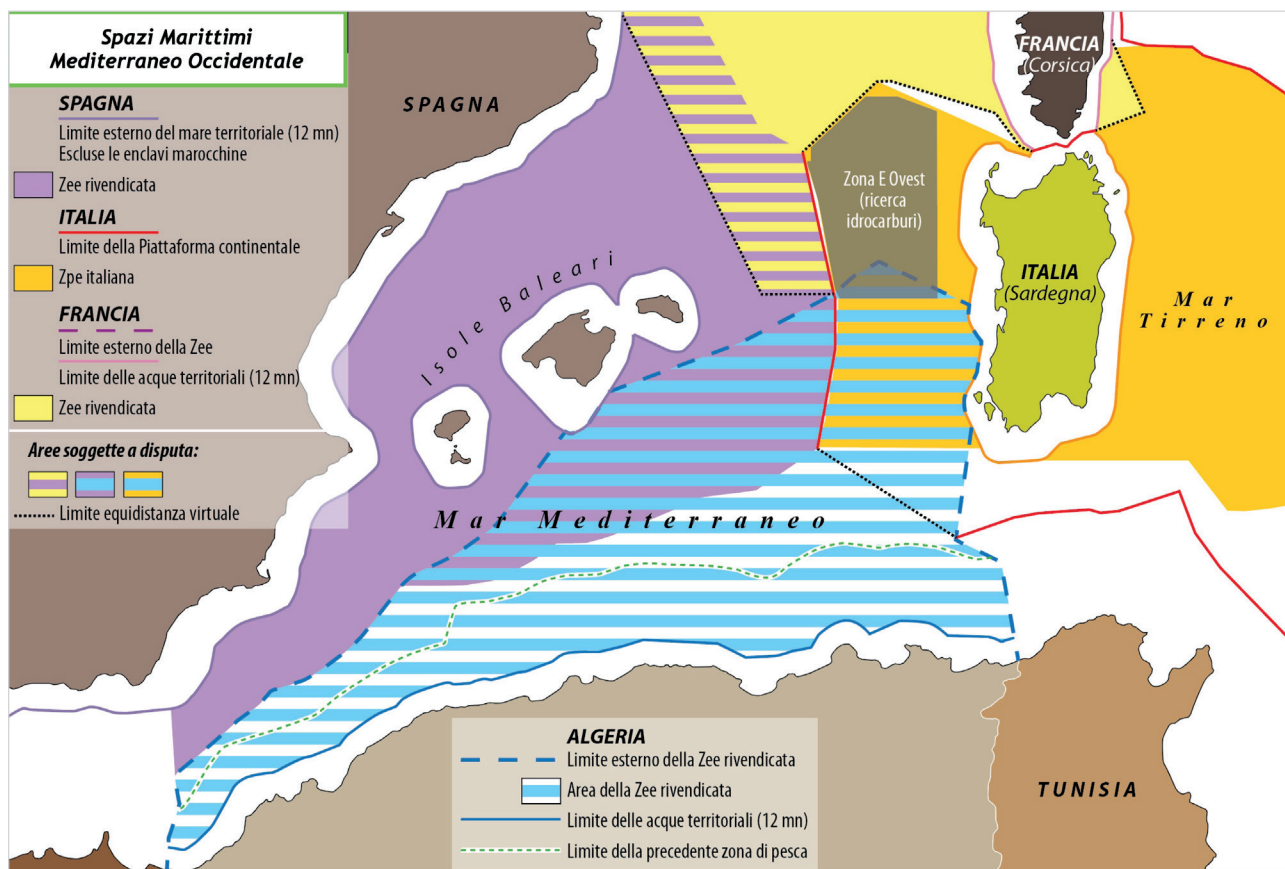 Spazi Marittimi
Mediterraneo Occidentale
SPAGNA
Limite esterno del mare territoriale (12 mn)
Escluse le enclavi marocchine
Zee rivendicata
ITALIA
Limite della Piattaforma continentale
Zpe italiana
FRANCIA
Limite esterno della Zee
Limite delle acque territoriali (12 mn)
Zee rivendicata
Aree soggette a disputa:
Limite equidistanza virtuale
SPAGNA
Isole Baleari
FRANCIA
(Corsica)
Zona E Ovest
(ricerca
idrocarburi)
ITALIA
(Sardegna)
Mar
Tirreno
Mar Mediterraneo
ALGERIA
Limite esterno della Zee rivendicata
Area della Zee rivendicata
Limite delle acque territoriali (12 mn)
Limite della precedente zona di pesca
TUNISIA